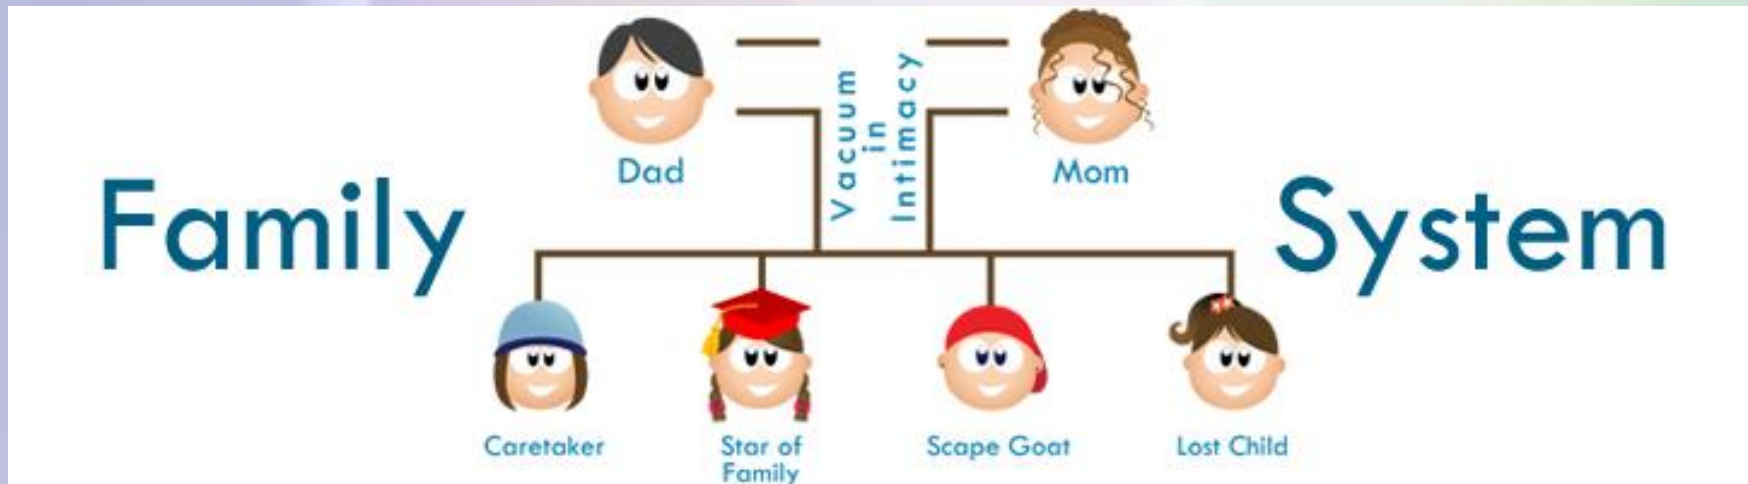 Vacuum
in
Intimacy
Dad
Mom
Family
System
Caretaker
Star of
Family
Scape Goat
Lost Child